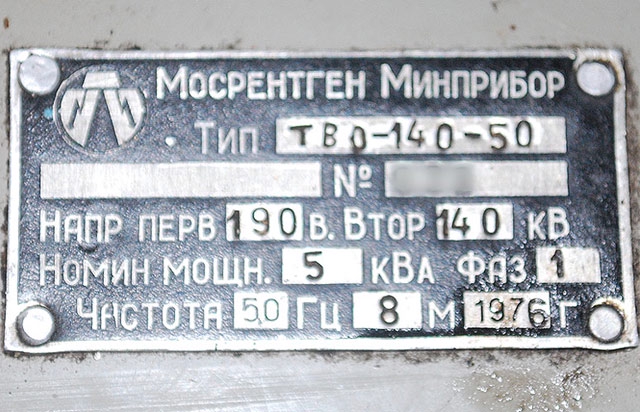 Мосрентген Минприбор
Тип ТВО-140-50
№
Напр перв 190 в. Втор 140 кв
Номин мощн. 5 кВа фаз 1
Частота 50 Гц 8 м 1976 г